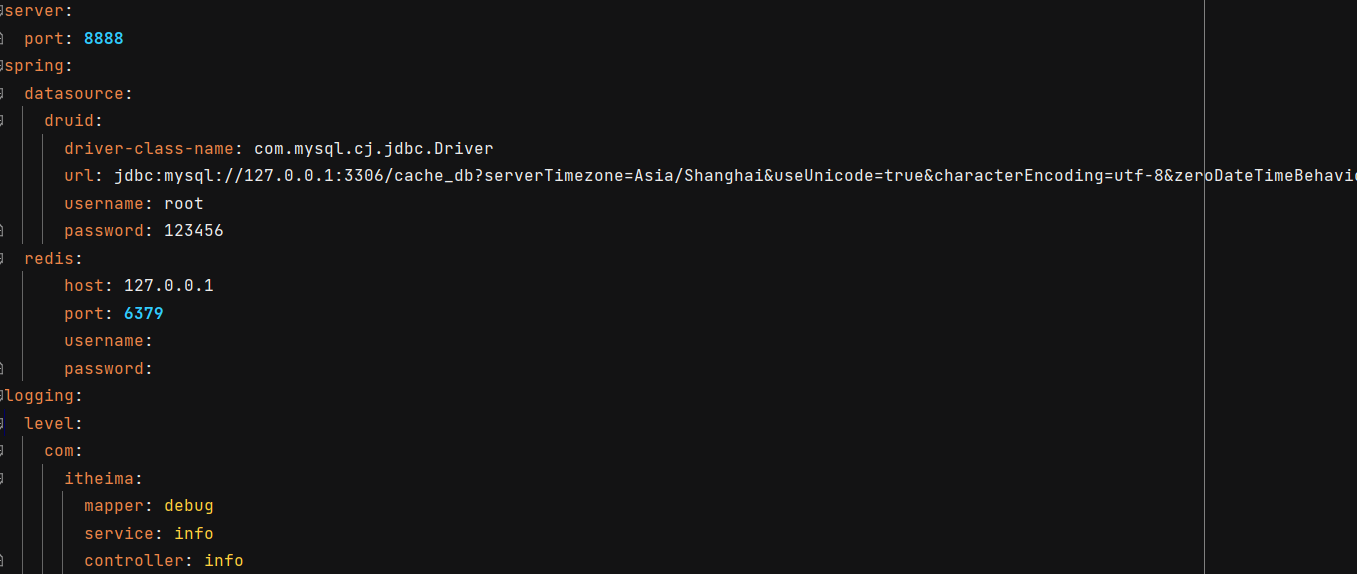 server:
  port: 8888
spring:
  datasource:
    druid:
      driver-class-name: com.mysql.cj.jdbc.Driver
      url: jdbc:mysql://127.0.0.1:3306/cache_db?serverTimezone=Asia/Shanghai&useUnicode=true&characterEncoding=utf-8&zeroDateTimeBehavi
      username: root
      password: 123456
  redis:
      host: 127.0.0.1
      port: 6379
      username:
      password:
logging:
  level:
    com:
      itheima:
        mapper: debug
        service: info
        controller: info